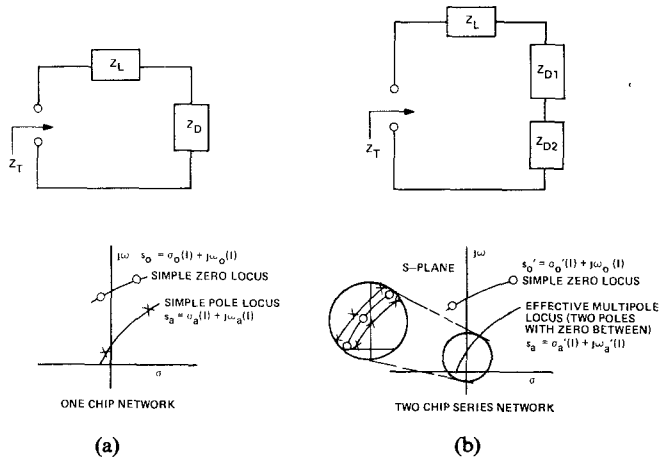 Z_L
Z_D
Z_T
Z_L
Z_D1
Z_D2
Z_T
jω s_o = σ_o(I) + jω_o(I)
SIMPLE ZERO LOCUS
SIMPLE POLE LOCUS
s_a = σ_a(I) + jω_a(I)
σ
ONE CHIP NETWORK
(a)
S-PLANE
jω
s_o' = σ_o'(I) + jω_o(I)
SIMPLE ZERO LOCUS
EFFECTIVE MULTIPOLE
LOCUS (TWO POLES
WITH ZERO BETWEEN)
s_a = σ_a'(I) + jω_a'(I)
σ
TWO CHIP SERIES NETWORK
(b)